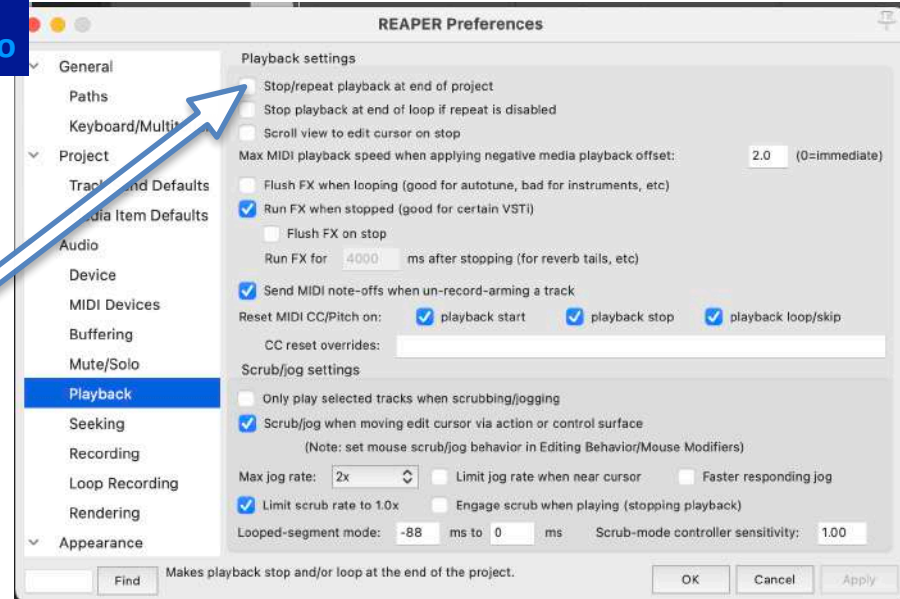 REAPER Preferences
o
General
Paths
Keyboard/Multit
Project
Track
nd Defaults
dia Item Defaults
Audio
Device
MIDI Devices
Buffering
Mute/Solo
Playback
Seeking
Recording
Loop Recording
Rendering
Appearance
Playback settings
Stop/repeat playback at end of project
Stop playback at end of loop if repeat is disabled
Scroll view to edit cursor on stop
Max MIDI playback speed when applying negative media playback offset: 2.0 (0=immediate)
Flush FX when looping (good for autotune, bad for instruments, etc)
Run FX when stopped (good for certain VSTi)
Flush FX on stop
Run FX for 4000 ms after stopping (for reverb tails, etc)
Send MIDI note-offs when un-record-arming a track
Reset MIDI CC/Pitch on: playback start playback stop playback loop/skip
CC reset overrides:
Scrub/jog settings
Only play selected tracks when scrubbing/jogging
Scrub/jog when moving edit cursor via action or control surface
(Note: set mouse scrub/jog behavior in Editing Behavior/Mouse Modifiers)
Max jog rate: 2x Limit jog rate when near cursor Faster responding jog
Limit scrub rate to 1.0x Engage scrub when playing (stopping playback)
Looped-segment mode: -88 ms to 0 ms Scrub-mode controller sensitivity: 1.00
Find Makes playback stop and/or loop at the end of the project. OK Cancel Apply